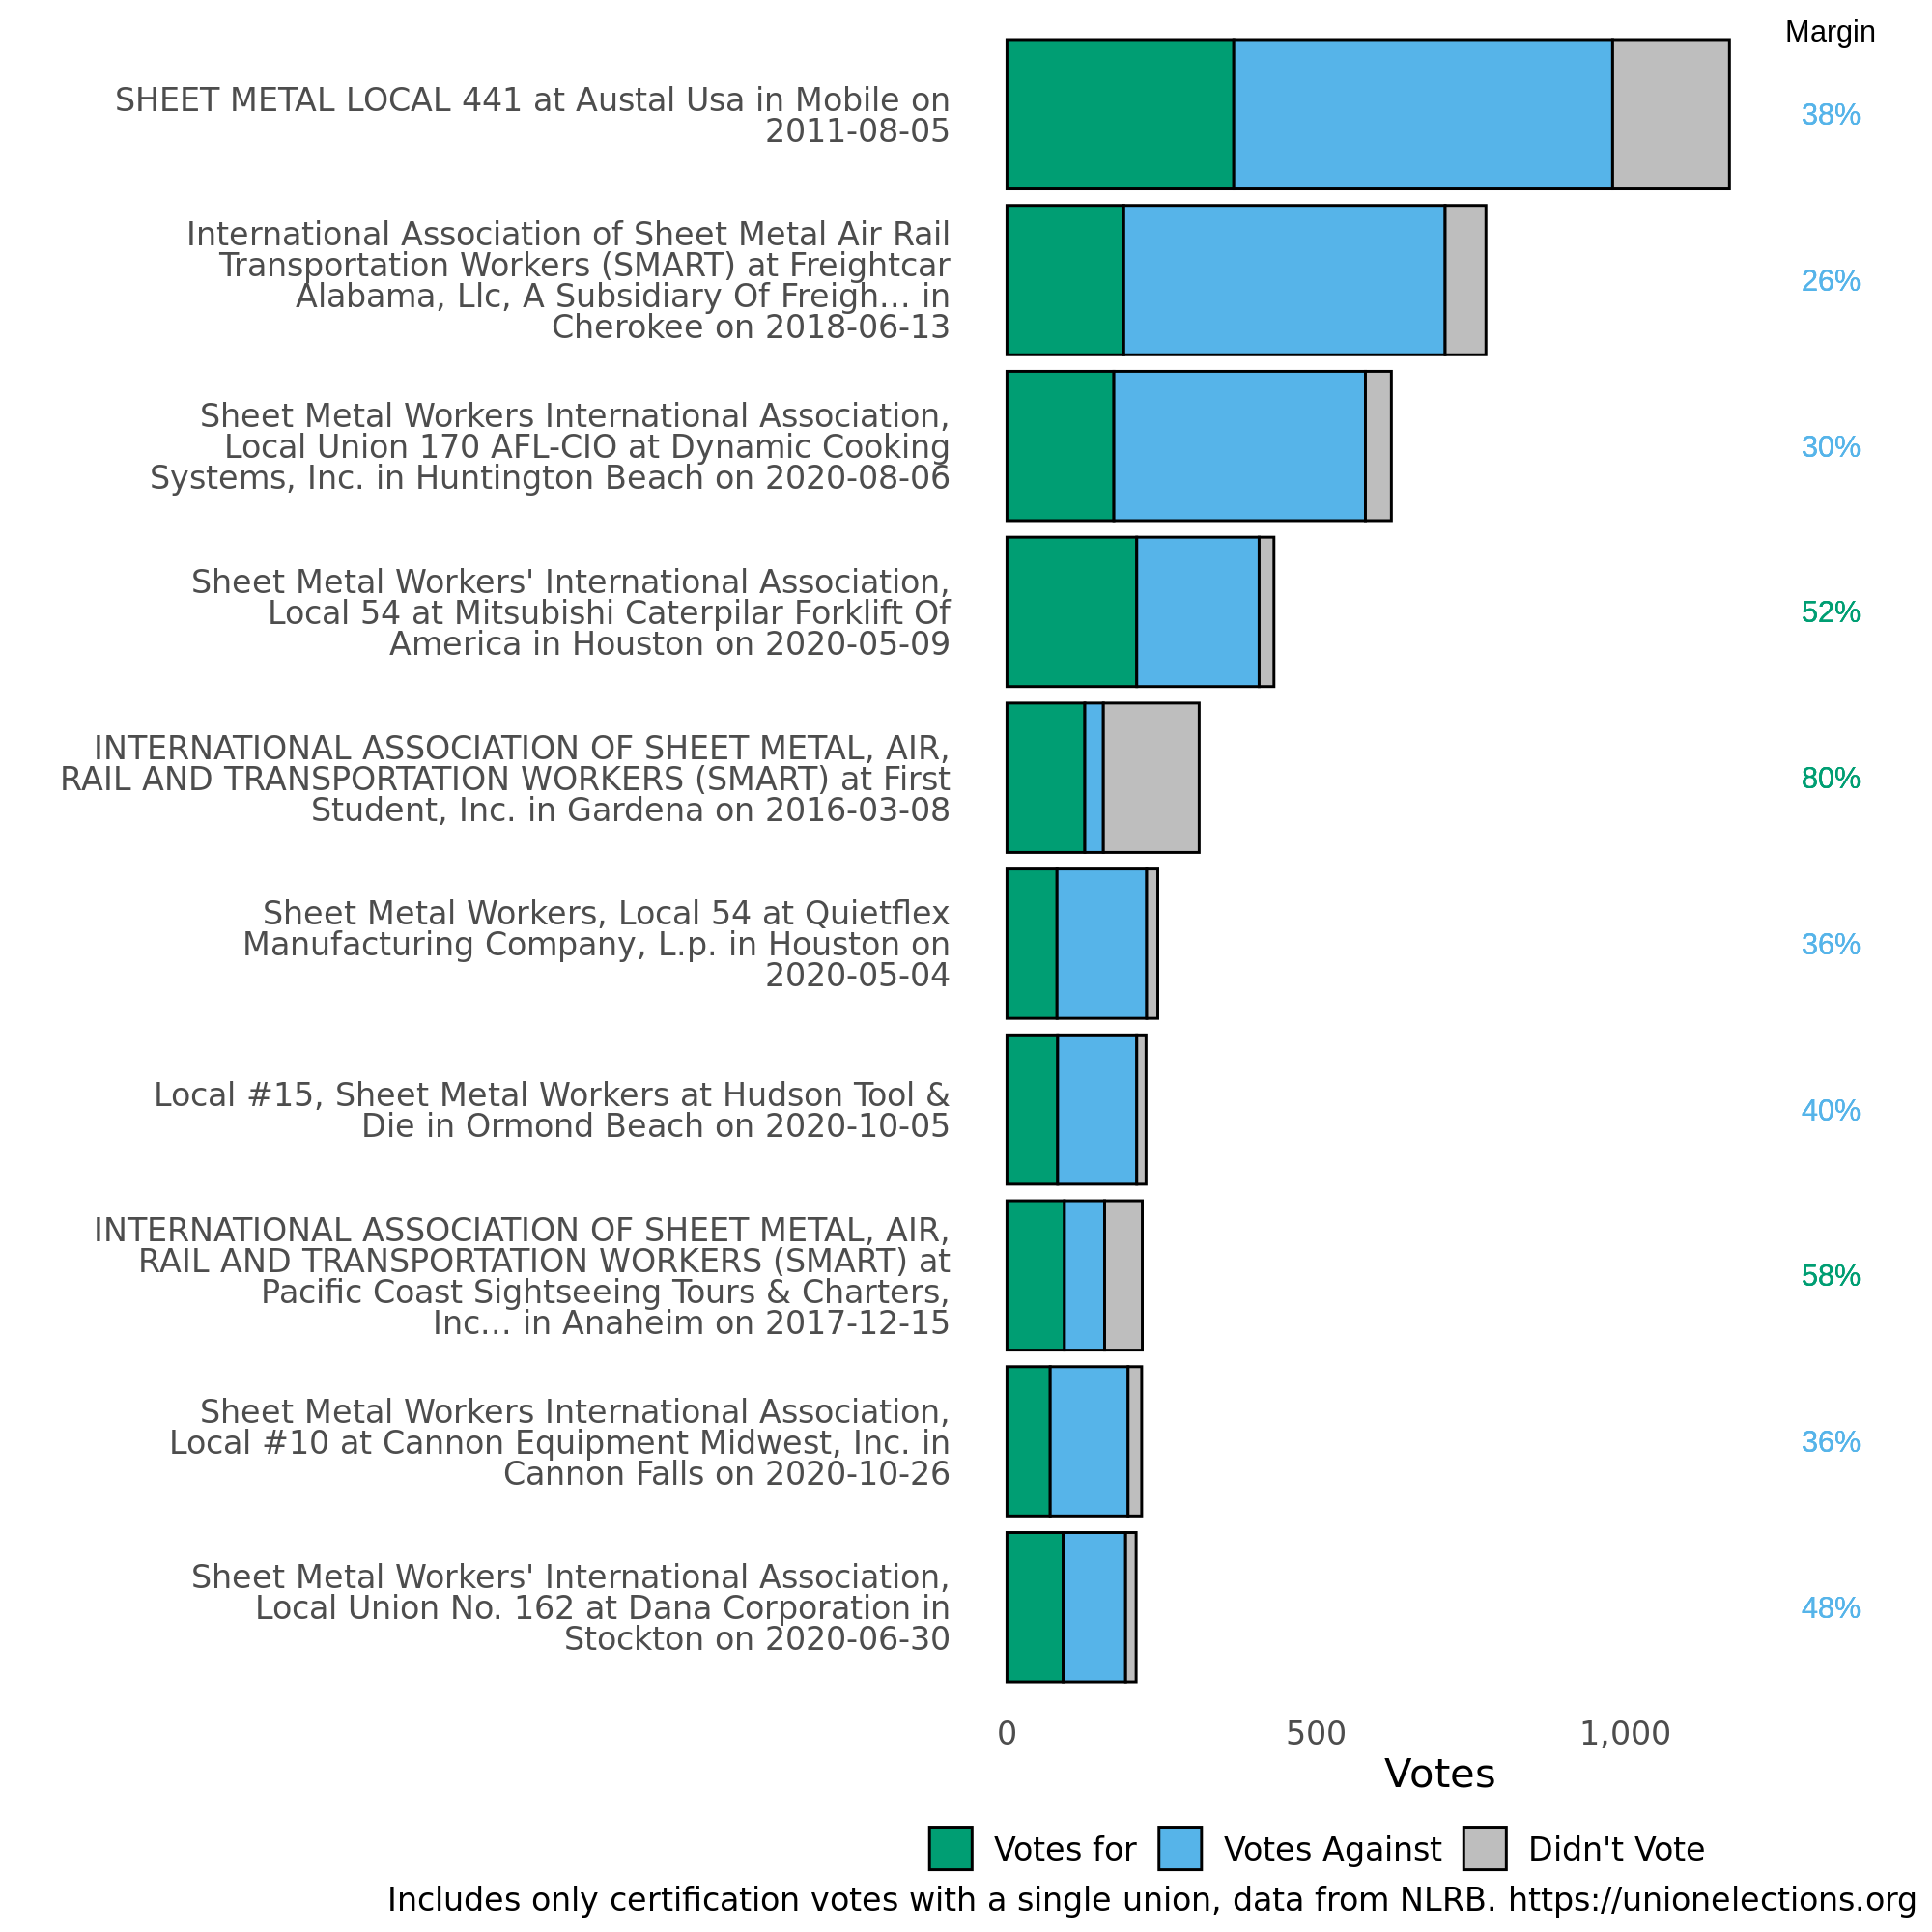 Margin
SHEET METAL LOCAL 441 at Austal Usa in Mobile on
2011-08-05
38%
International Association of Sheet Metal Air Rail
Transportation Workers (SMART) at Freightcar
Alabama, Llc, A Subsidiary Of Freigh... in
Cherokee on 2018-06-13
26%
Sheet Metal Workers International Association,
Local Union 170 AFL-CIO at Dynamic Cooking
Systems, Inc. in Huntington Beach on 2020-08-06
30%
Sheet Metal Workers' International Association,
Local 54 at Mitsubishi Caterpilar Forklift Of
America in Houston on 2020-05-09
52%
INTERNATIONAL ASSOCIATION OF SHEET METAL, AIR,
RAIL AND TRANSPORTATION WORKERS (SMART) at First
Student, Inc. in Gardena on 2016-03-08
80%
Sheet Metal Workers, Local 54 at Quietflex
Manufacturing Company, L.p. in Houston on
2020-05-04
36%
Local #15, Sheet Metal Workers at Hudson Tool &
Die in Ormond Beach on 2020-10-05
40%
INTERNATIONAL ASSOCIATION OF SHEET METAL, AIR,
RAIL AND TRANSPORTATION WORKERS (SMART) at
Pacific Coast Sightseeing Tours & Charters,
Inc... in Anaheim on 2017-12-15
58%
Sheet Metal Workers International Association,
Local #10 at Cannon Equipment Midwest, Inc. in
Cannon Falls on 2020-10-26
36%
Sheet Metal Workers' International Association,
Local Union No. 162 at Dana Corporation in
Stockton on 2020-06-30
48%
0 500 1,000
Votes
Votes for Votes Against Didn't Vote
Includes only certification votes with a single union, data from NLRB. https://unionelections.org